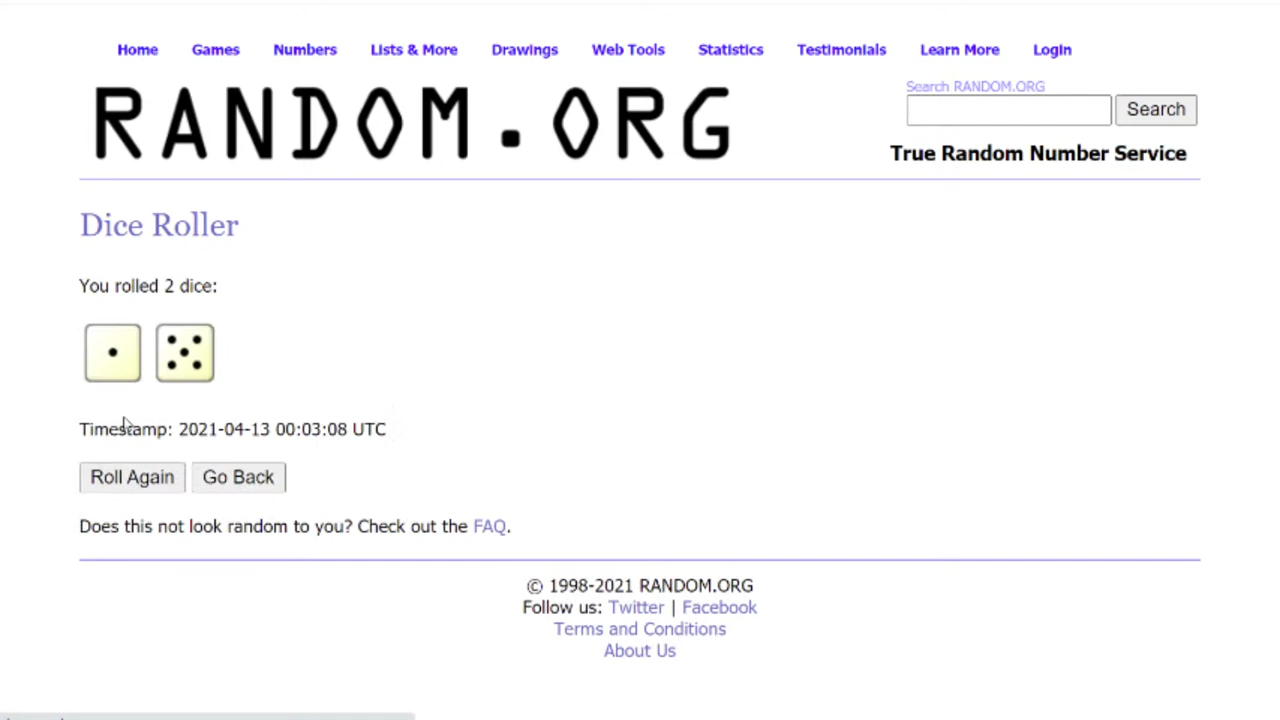 Home Games Numbers Lists & More Drawings Web Tools Statistics Testimonials Learn More Login
RANDOM.ORG
Search RANDOM.ORG
Search
True Random Number Service
Dice Roller
You rolled 2 dice:
Timestamp: 2021-04-13 00:03:08 UTC
Roll Again Go Back
Does this not look random to you? Check out the FAQ.
© 1998-2021 RANDOM.ORG
Follow us: Twitter | Facebook
Terms and Conditions
About Us